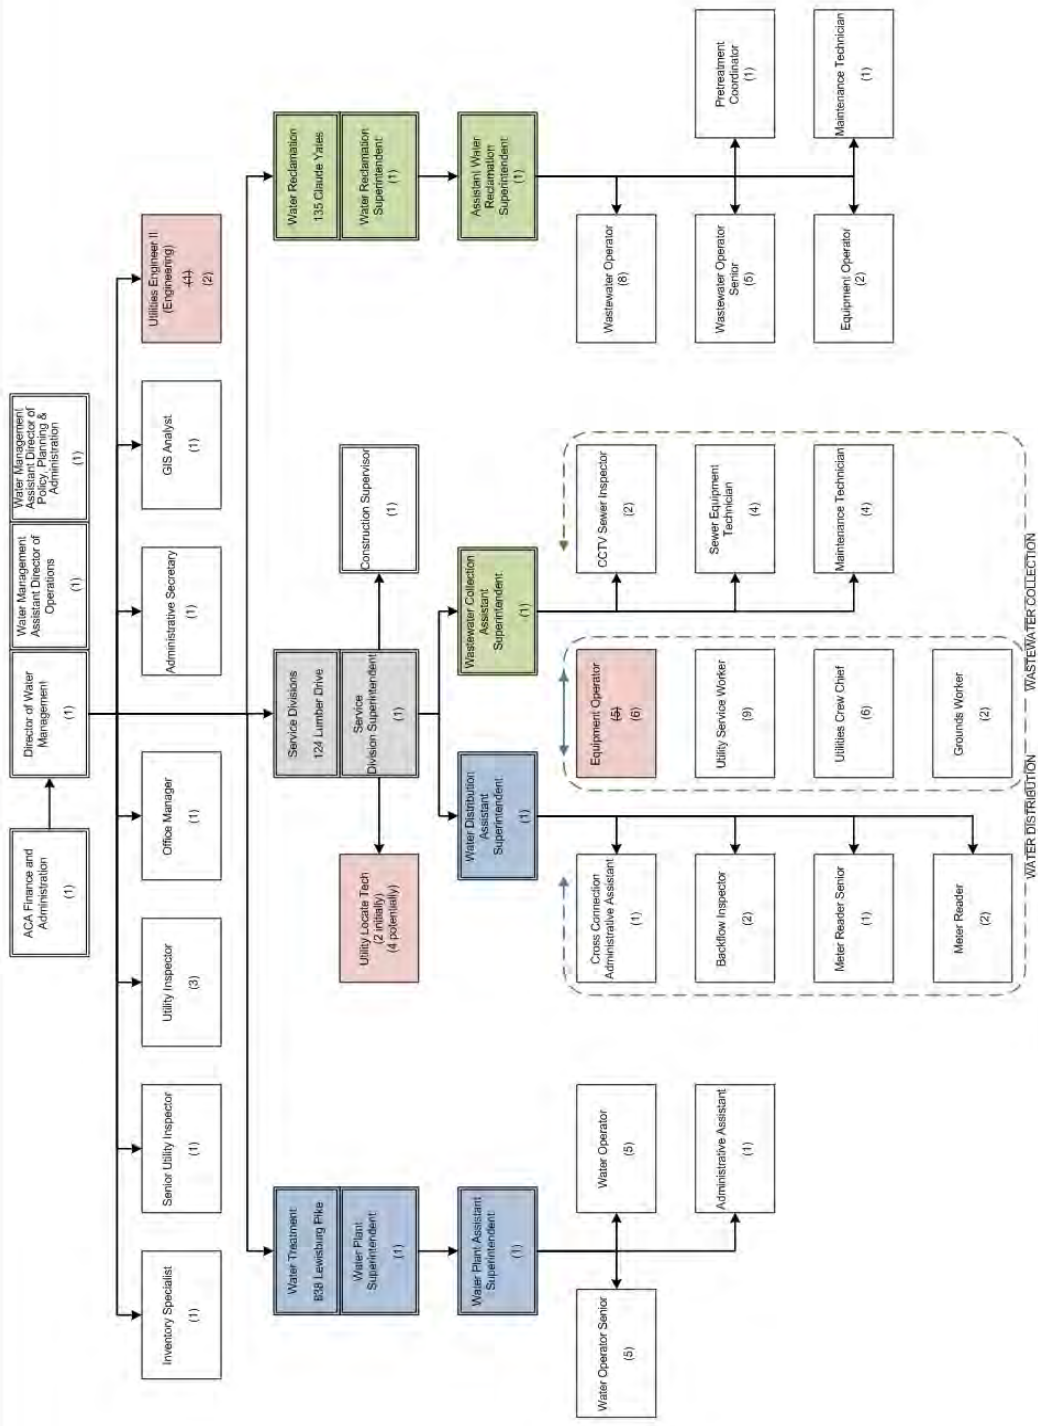 ACA Finance and
Administration
(1)
Director of Water
Management
(1)
Water Management
Assistant Director of
Operations
(1)
Water Management
Assistant Director of
Policy, Planning &
Administration
(1)
Inventory Specialist
(1)
Senior Utility Inspector
(1)
Utility Inspector
(3)
Office Manager
(1)
Administrative Secretary
(1)
GIS Analyst
(1)
Utilities Engineer II
(Engineering)
(1)
(2)
Water Treatment
838 Lewisburg Pike
Water Plant
Superintendent
(1)
Water Plant Assistant
Superintendent
(1)
Water Operator Senior
(5)
Water Operator
(5)
Administrative Assistant
(1)
Service Divisions
124 Lumber Drive
Service
Division Superintendent
(1)
Utility Locate Tech
(2 initially)
(4 potentially)
Construction Supervisor
(1)
Water Distribution
Assistant
Superintendent
(1)
Wastewater Collection
Assistant
Superintendent
(1)
Cross Connection
Administrative Assistant
(1)
Backflow Inspector
(2)
Meter Reader Senior
(1)
Meter Reader
(2)
Equipment Operator
(5)
(6)
Utility Service Worker
(9)
Utilities Crew Chief
(6)
Grounds Worker
(2)
CCTV Sewer Inspector
(2)
Sewer Equipment
Technician
(4)
Maintenance Technician
(4)
WATER DISTRIBUTION
WASTEWATER COLLECTION
Water Reclamation
135 Claude Yates
Water Reclamation
Superintendent
(1)
Assistant Water
Reclamation
Superintendent
(1)
Wastewater Operator
(8)
Wastewater Operator
Senior
(5)
Pretreatment
Coordinator
(1)
Equipment Operator
(2)
Maintenance Technician
(1)